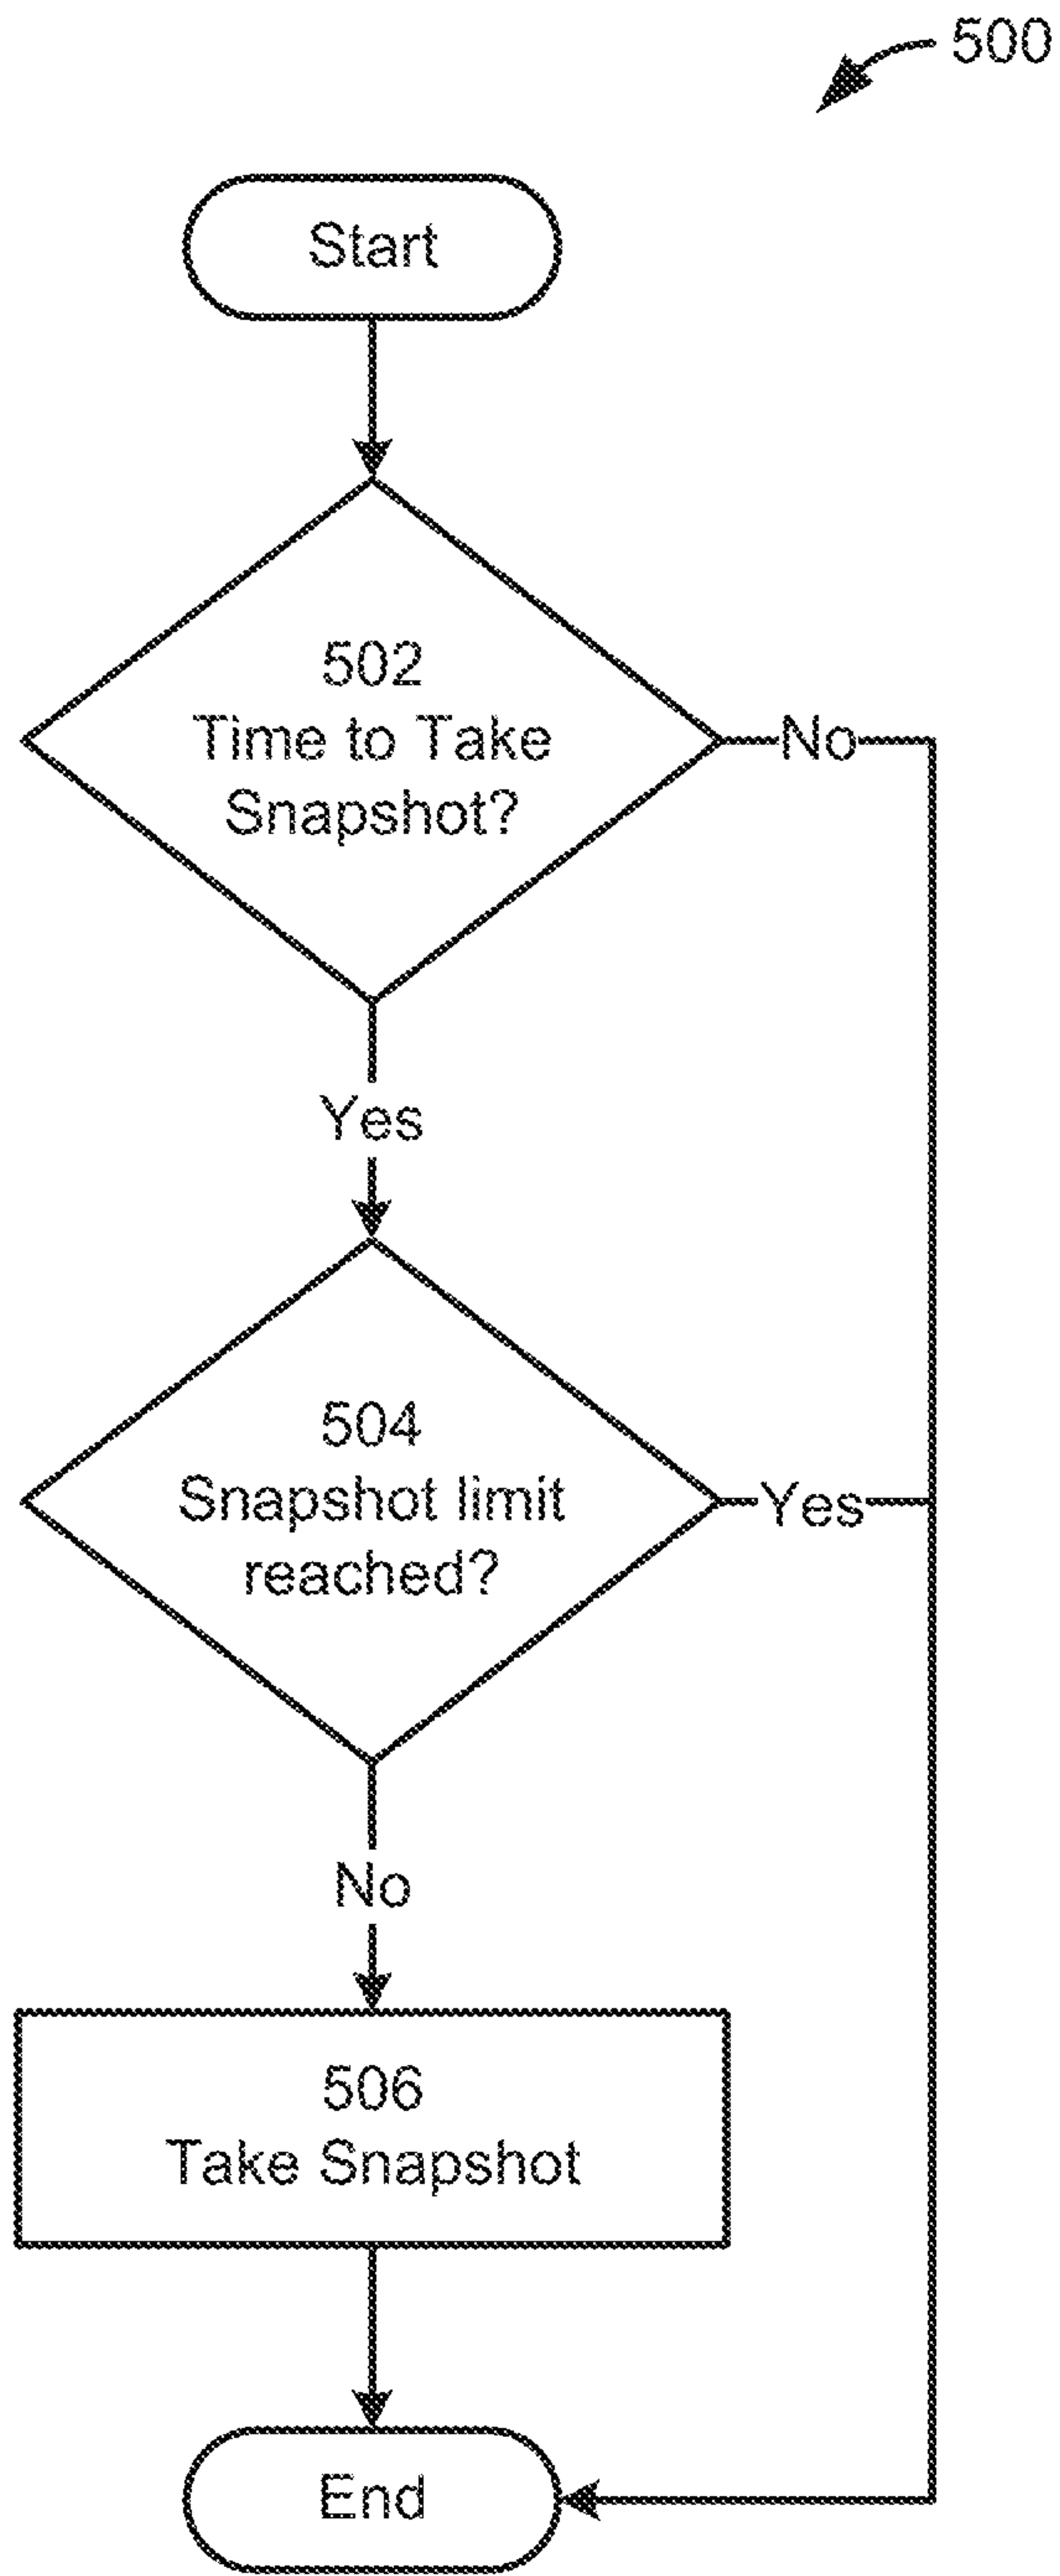 500
Start
502
Time to Take
Snapshot?
No
Yes
504
Snapshot limit
reached?
Yes
No
506
Take Snapshot
End